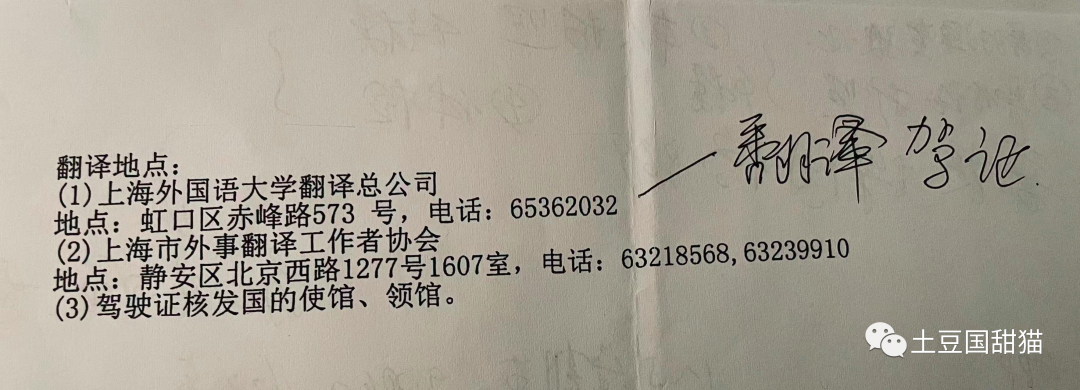 翻译地点：
(1)上海外国语大学翻译总公司
地点：虹口区赤峰路573 号，电话：65362032
(2)上海市外事翻译工作者协会
地点：静安区北京西路1277号1607室，电话：63218568,63239910
(3)驾驶证核发国的使馆、领馆。
翻译 驾证
土豆国甜猫